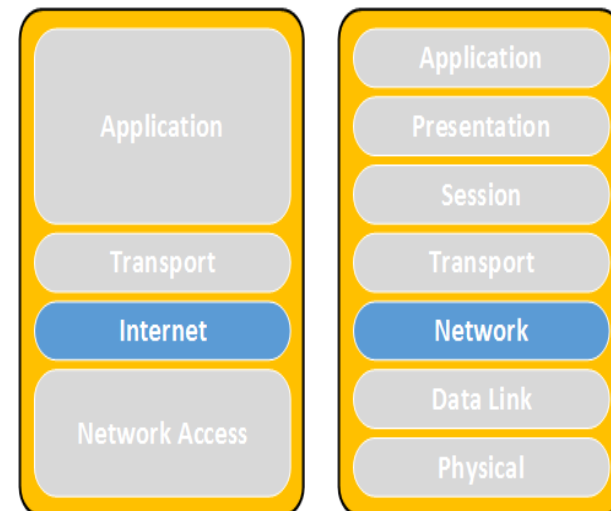 Application
Transport
Internet
Network Access
Application
Presentation
Session
Transport
Network
Data Link
Physical